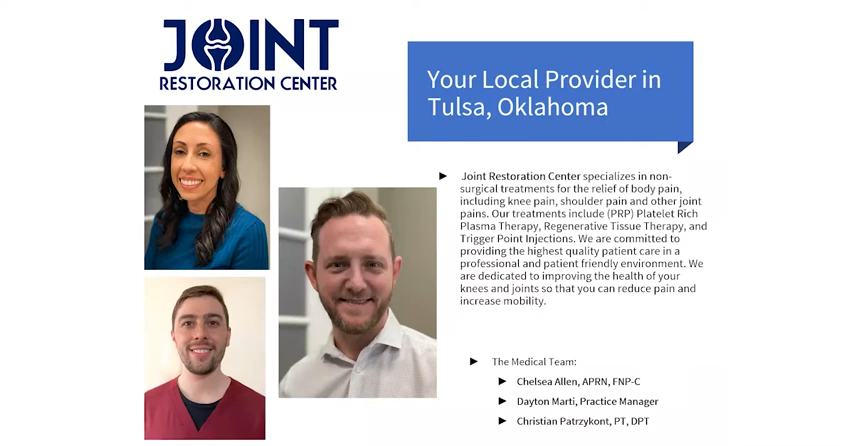 JOINT
RESTORATION CENTER
Your Local Provider in
Tulsa, Oklahoma
Joint Restoration Center specializes in non-
surgical treatments for the relief of body pain,
including knee pain, shoulder pain and other joint
pains. Our treatments include (PRP) Platelet Rich
Plasma Therapy, Regenerative Tissue Therapy, and
Trigger Point Injections. We are committed to
providing the highest quality patient care in a
professional and patient friendly environment. We
are dedicated to improving the health of your
knees and joints so that you can reduce pain and
increase mobility.
The Medical Team:
Chelsea Allen, APRN, FNP-C
Dayton Marti, Practice Manager
Christian Patrzykont, PT, DPT